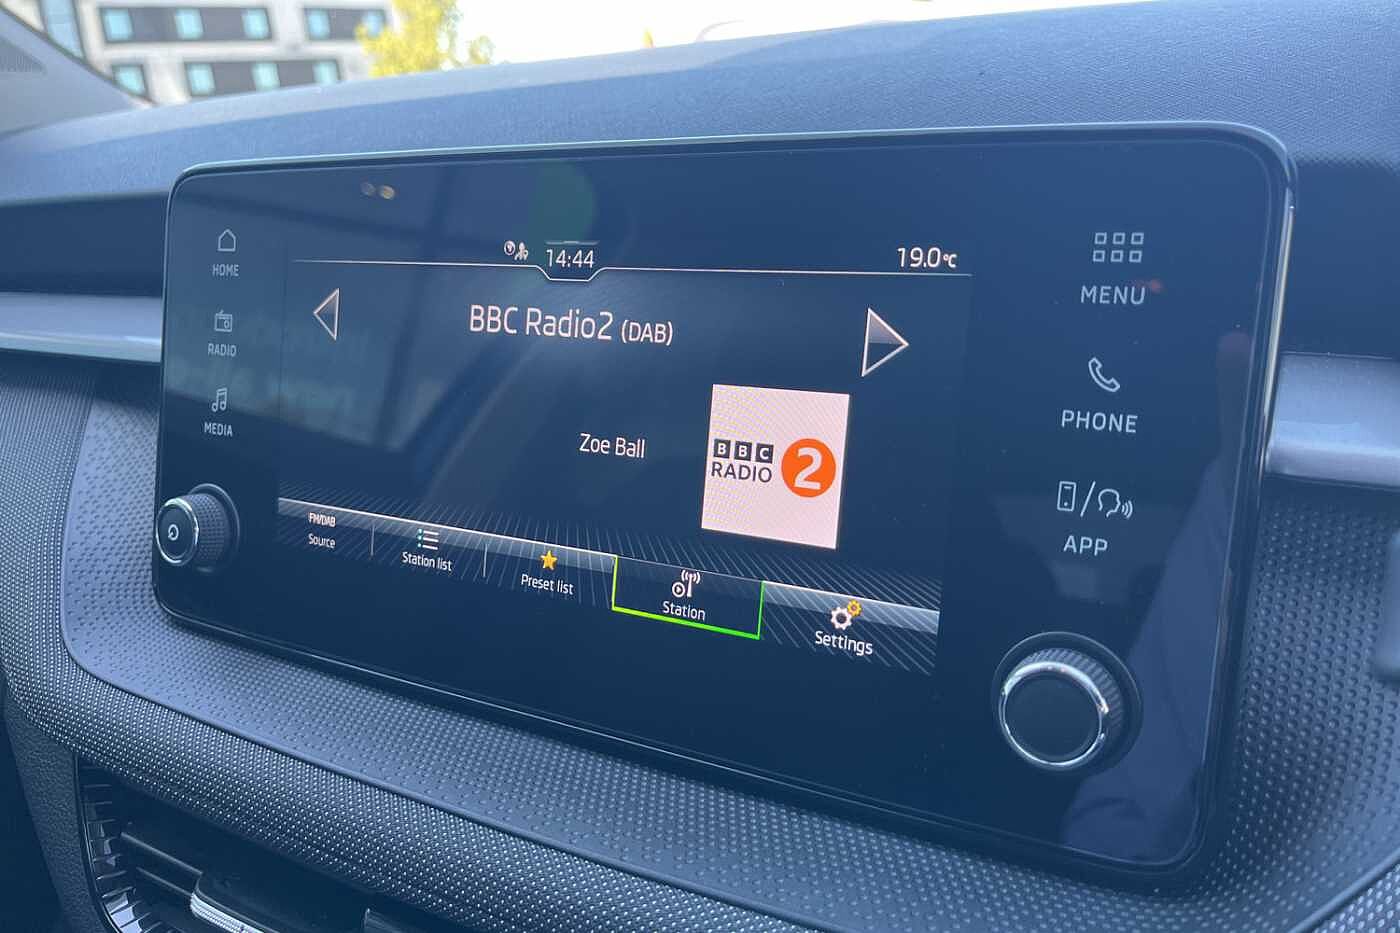 14:44
19.0°C
HOME
RADIO
MEDIA
BBC Radio2 (DAB)
Zoe Ball
BBC
RADIO 2
FM/DAB
Source
Station list
Preset list
Station
Settings
MENU
PHONE
APP